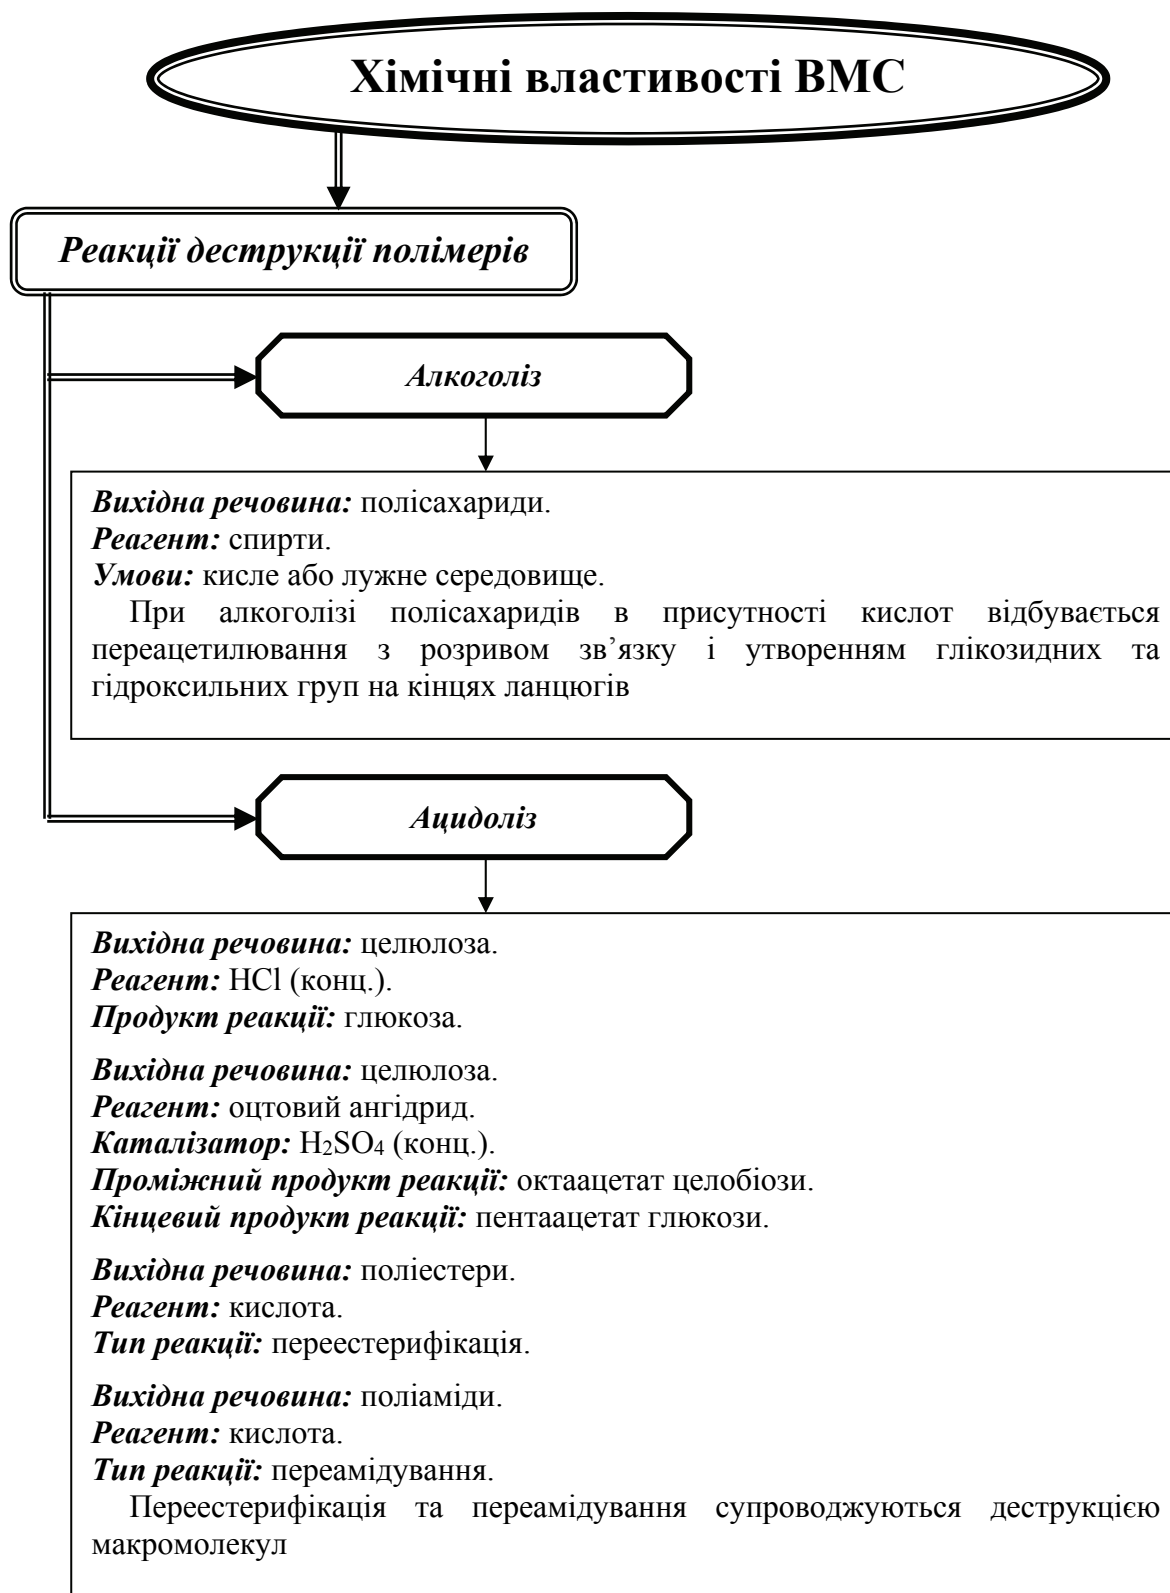 Хімічні властивості ВМС
Реакції деструкції полімерів
Алкоголіз
Вихідна речовина: полісахариди.
Реагент: спирти.
Умови: кисле або лужне середовище.
При алкоголізі полісахаридів в присутності кислот відбувається
переацетилювання з розривом зв’язку і утворенням глікозидних та
гідроксильних груп на кінцях ланцюгів
Ацидоліз
Вихідна речовина: целюлоза.
Реагент: HCl (конц.).
Продукт реакції: глюкоза.
Вихідна речовина: целюлоза.
Реагент: оцтовий ангідрид.
Каталізатор: H₂SO₄ (конц.).
Проміжний продукт реакції: октаацетат целобіози.
Кінцевий продукт реакції: пентаацетат глюкози.
Вихідна речовина: поліестери.
Реагент: кислота.
Тип реакції: переестерифікація.
Вихідна речовина: поліаміди.
Реагент: кислота.
Тип реакції: переамідування.
Переестерифікація та переамідування супроводжуються деструкцією
макромолекул